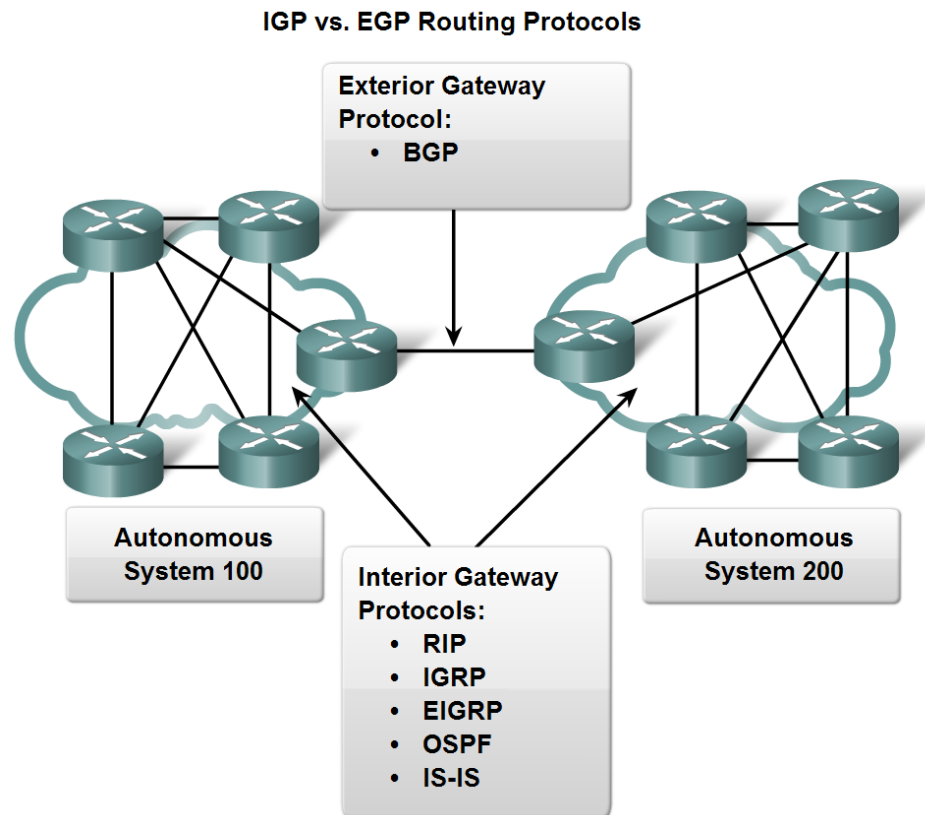 IGP vs. EGP Routing Protocols
Exterior Gateway
Protocol:
• BGP
Autonomous
System 100
Autonomous
System 200
Interior Gateway
Protocols:
• RIP
• IGRP
• EIGRP
• OSPF
• IS-IS